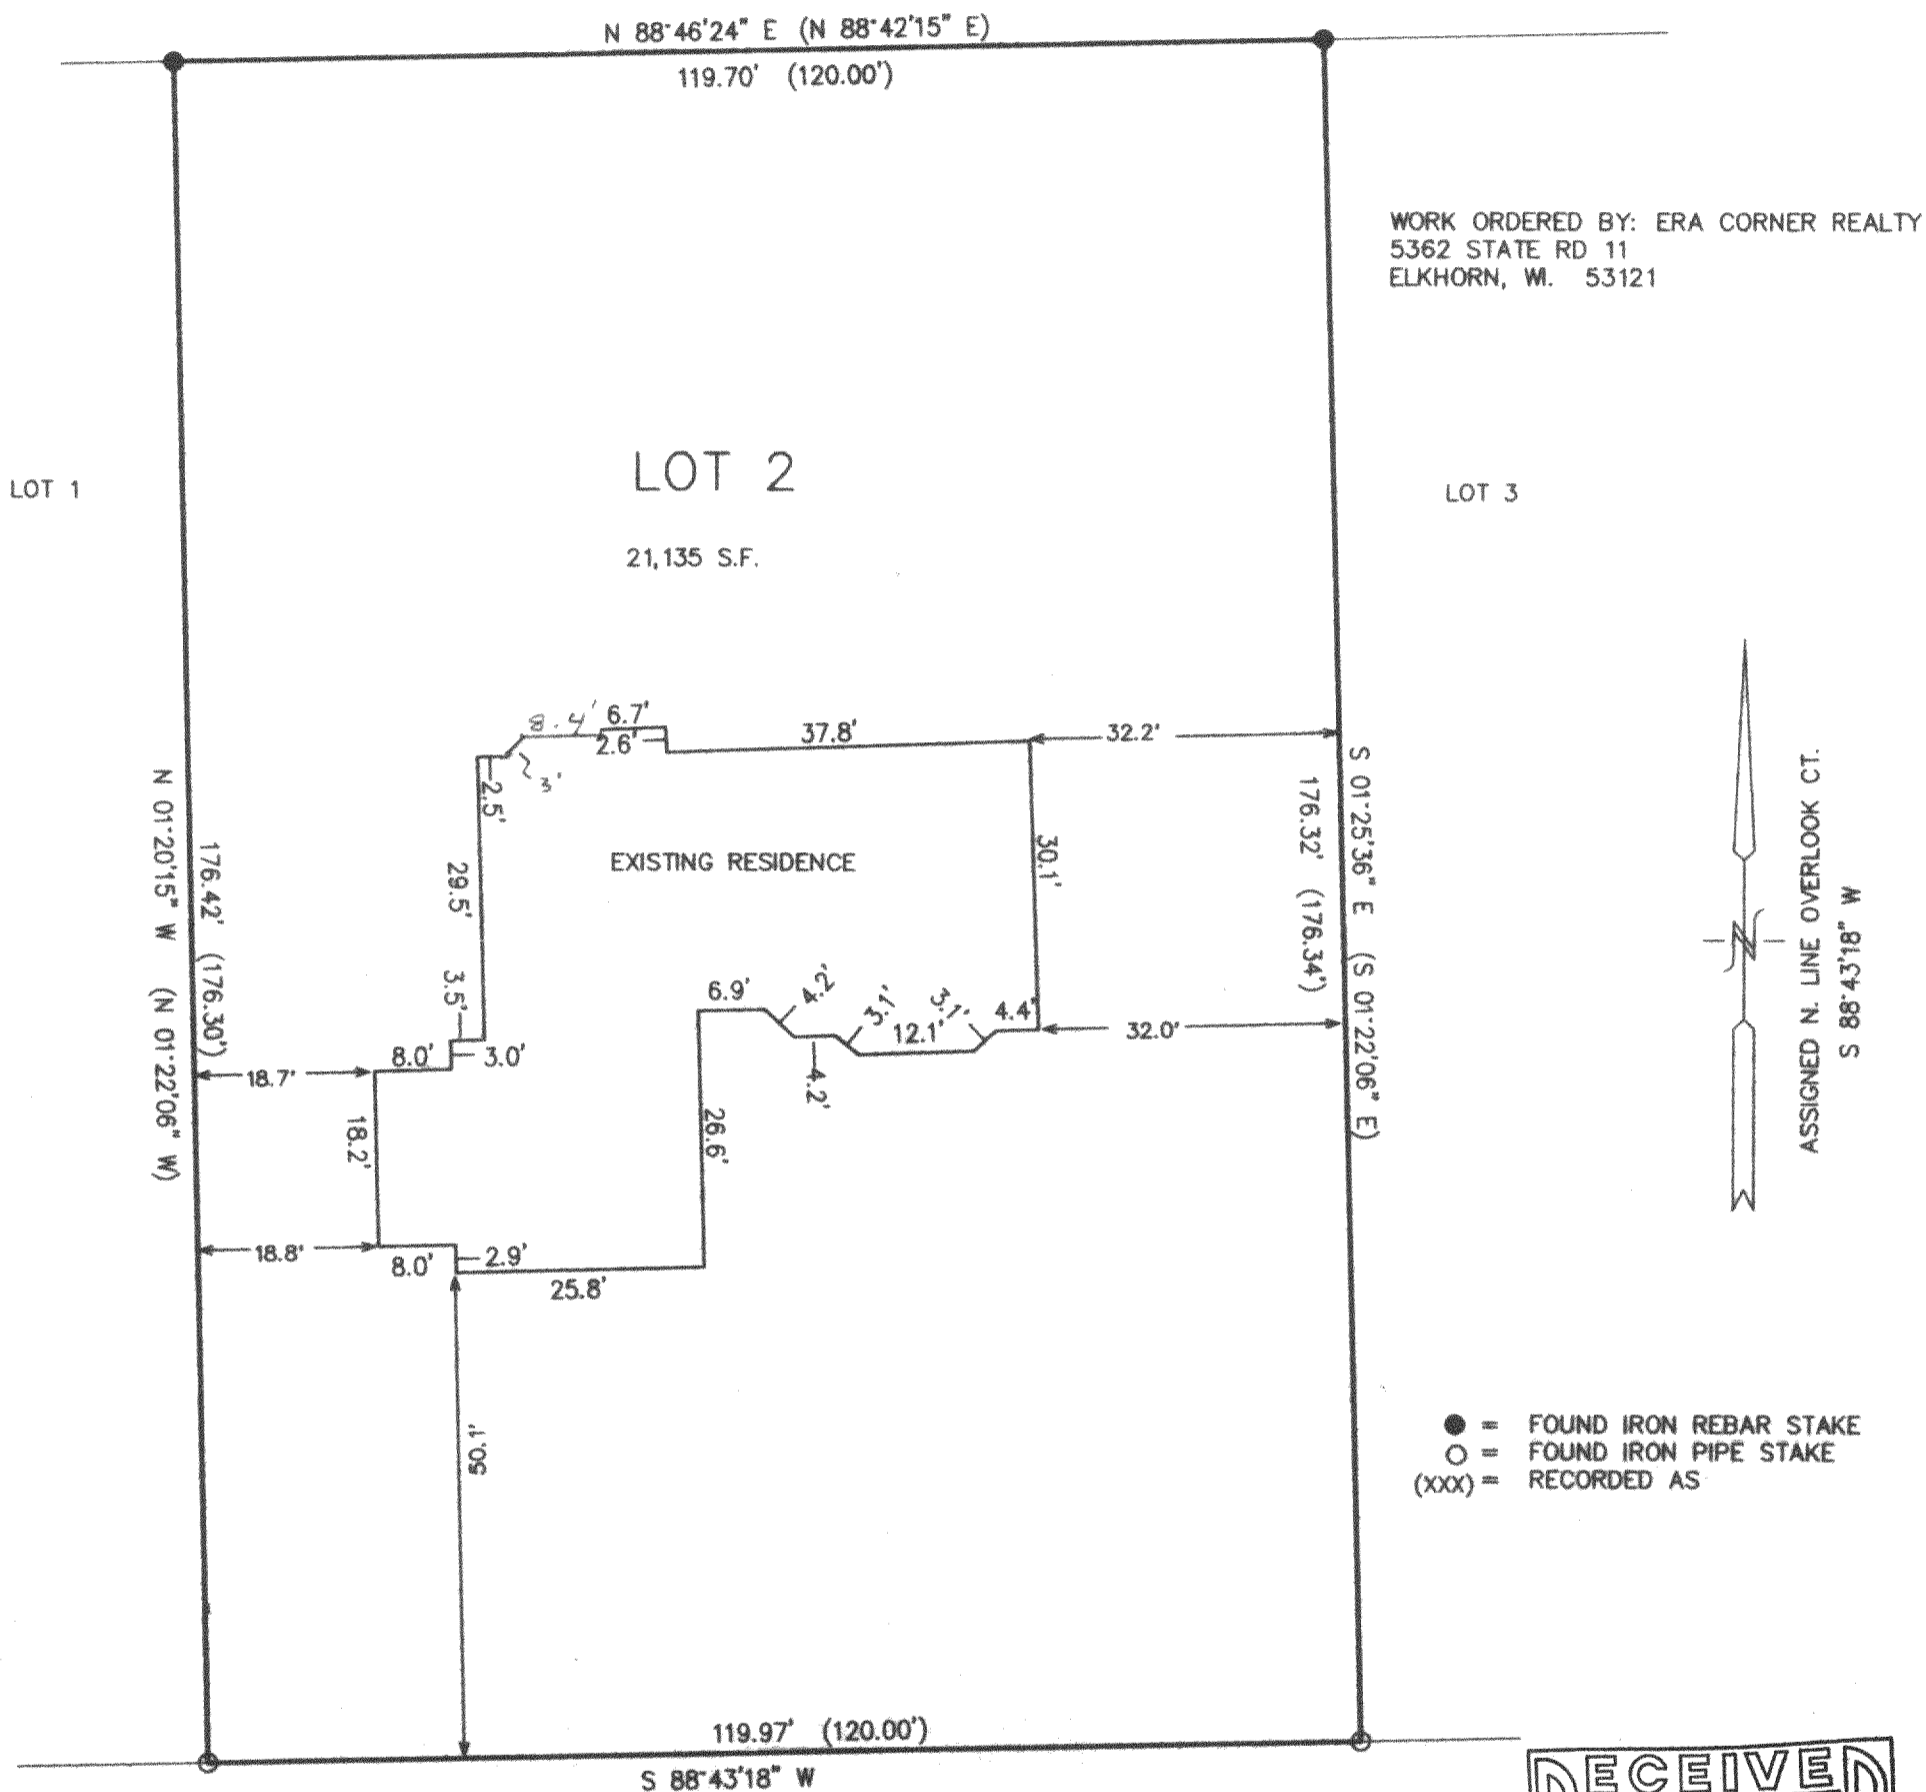 N 88°46'24" E (N 88°42'15" E)
119.70' (120.00')
WORK ORDERED BY: ERA CORNER REALTY
5362 STATE RD 11
ELKHORN, WI. 53121
LOT 1
LOT 2
LOT 3
21,135 S.F.
8.4'
6.7'
2.6'
37.8'
32.2'
3'
2.5'
EXISTING RESIDENCE
29.5'
30.1'
N 01°20'15" W (N 01°22'06" W)
176.42' (176.30')
176.32' (176.34')
S 01°25'36" E (S 01°22'06" E)
ASSIGNED N. LINE OVERLOOK CT.
S 88°43'18" W
N
3.5'
6.9'
4.2'
3.1'
12.1'
3.1'
4.4'
32.0'
8.0'
3.0'
18.7'
4.2'
18.2'
26.6'
18.8'
8.0'
2.9'
25.8'
50.1'
= FOUND IRON REBAR STAKE
= FOUND IRON PIPE STAKE
(XXX) = RECORDED AS
119.97' (120.00')
S 88°43'18" W
DECEIVED